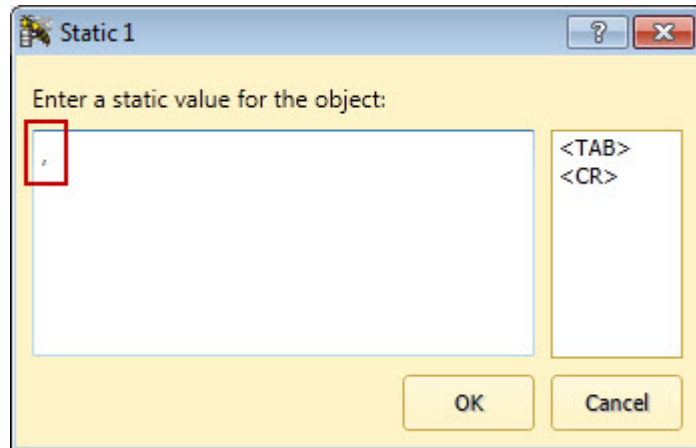 Static 1
?
Enter a static value for the object:
,
<TAB>
<CR>
OK
Cancel